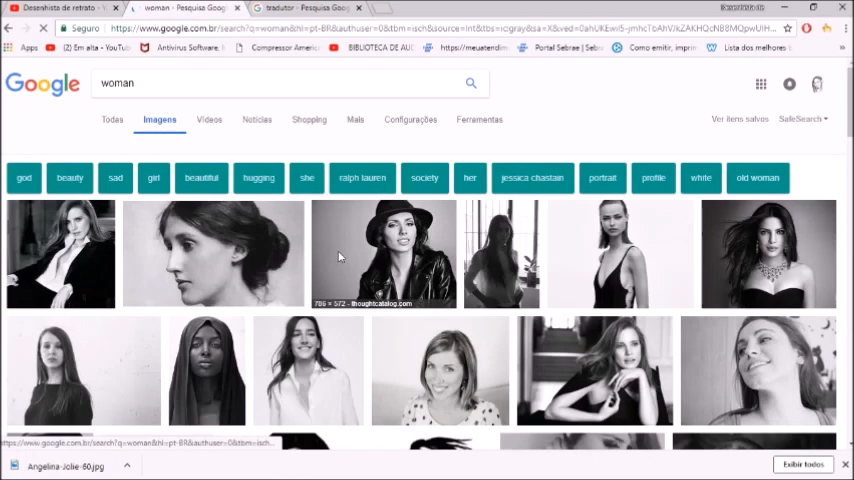 Desenhista de retrato - V
woman - Pesquisa Goog
tradutor - Pesquisa Goog
Seguro
https://www.google.com.br/search?q=woman&hl=pt-BR&authuser=0&tbm=isch&source=lnt&tbs=ic:gray&sa=X&ved=
Apps
(2) Em alta - YouTub
Antivirus Software, I
Compressor Americ
BIBLIOTECA DE AUD
https://meuatendim
Portal Sebrae | Sebr
Como emitir, imprim
Lista dos melhores
Google
woman
Todas
Imagens
Vídeos
Notícias
Shopping
Mais
Configurações
Ferramentas
Ver itens salvos
SafeSearch
god
beauty
sad
girl
beautiful
hugging
she
ralph lauren
society
her
jessica chastain
portrait
profile
white
old woman
786 × 572 - thoughtcatalog.com
https://www.google.com.br/search?q=woman&hl=pt-BR&authuser=0&tbm=isch...
Angelina-Jolie-60.jpg
Exibir todos